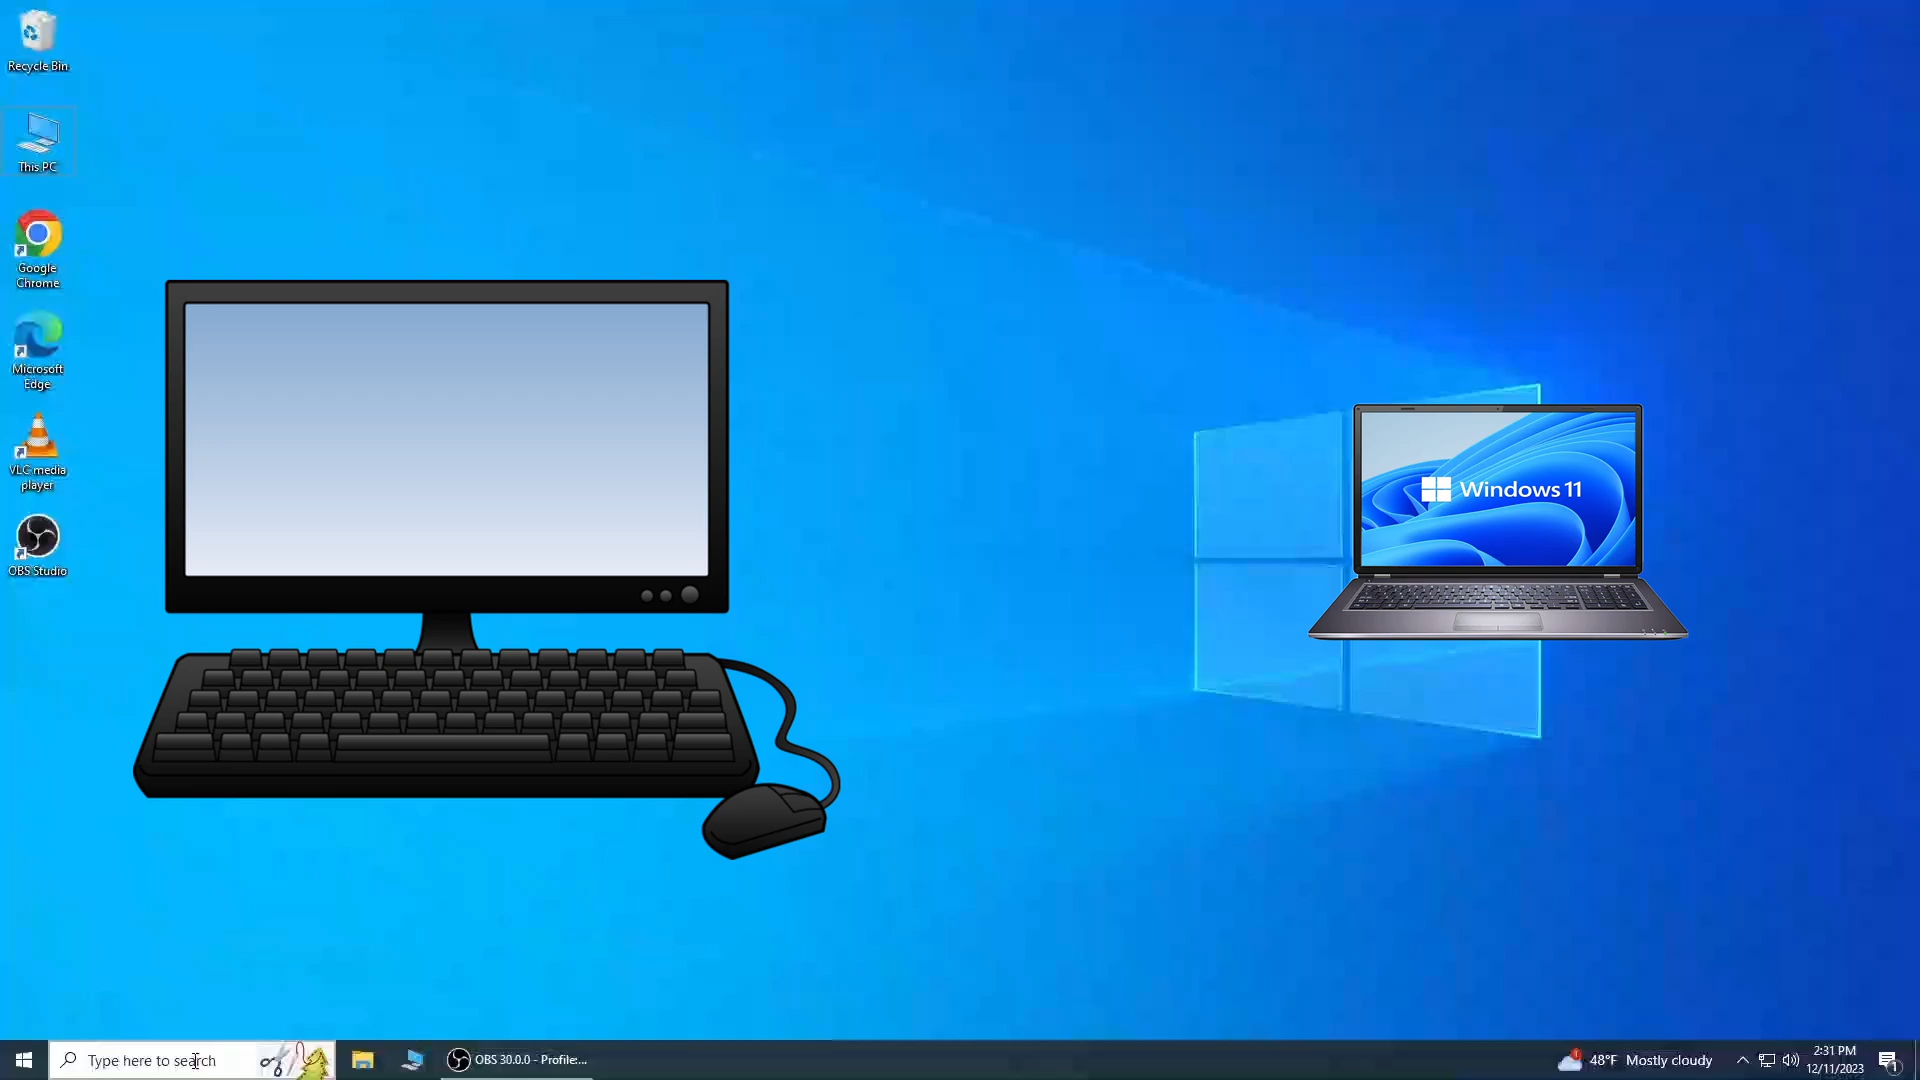 Recycle Bin
This PC
Google
Chrome
Microsoft
Edge
VLC media
player
OBS Studio
Windows 11
Type here to search
OBS 30.0.0 - Profile:...
48°F Mostly cloudy
2:31 PM
12/11/2023
1